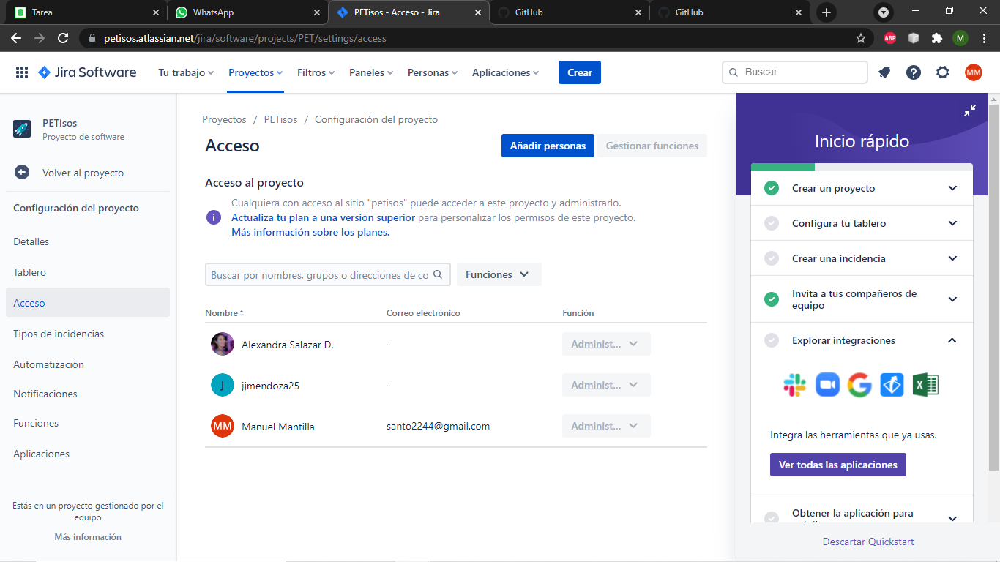 Tarea
WhatsApp
PETisos - Acceso - Jira
GitHub
GitHub
petisos.atlassian.net/jira/software/projects/PET/settings/access
ABP
M
Jira Software
Tu trabajo
Proyectos
Filtros
Paneles
Personas
Aplicaciones
Crear
Buscar
MM
PETisos
Proyecto de software
Volver al proyecto
Configuración del proyecto
Detalles
Tablero
Acceso
Tipos de incidencias
Automatización
Notificaciones
Funciones
Aplicaciones
Estás en un proyecto gestionado por el
equipo
Más información
Proyectos / PETisos / Configuración del proyecto
Acceso
Añadir personas
Gestionar funciones
Acceso al proyecto
Cualquiera con acceso al sitio "petisos" puede acceder a este proyecto y administrarlo.
Actualiza tu plan a una versión superior para personalizar los permisos de este proyecto.
Más información sobre los planes.
Buscar por nombres, grupos o direcciones de co
Funciones
Nombre Correo electrónico Función
Alexandra Salazar D. - Administ...
J jjmendoza25 - Administ...
MM Manuel Mantilla santo2244@gmail.com Administ...
Inicio rápido
Crear un proyecto
Configura tu tablero
Crear una incidencia
Invita a tus compañeros de
equipo
Explorar integraciones
Integra las herramientas que ya usas.
Ver todas las aplicaciones
Obtener la aplicación para
Descartar Quickstart